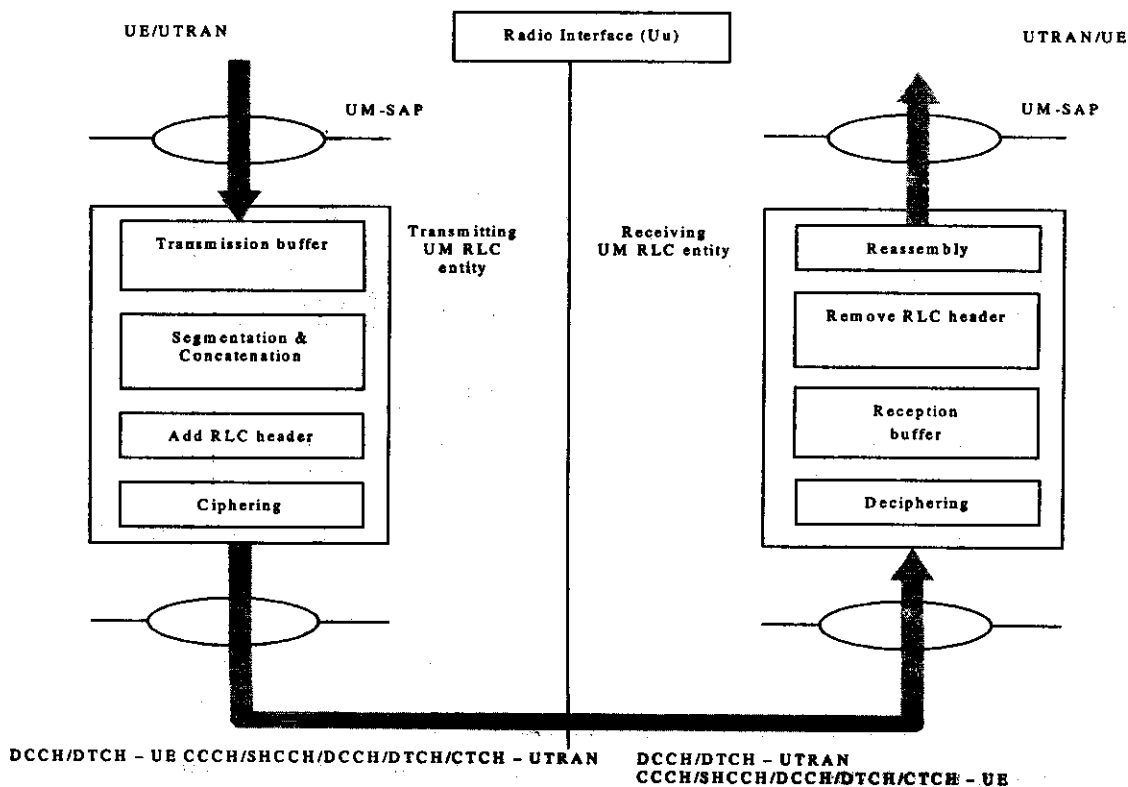 UE/UTRAN
Radio Interface (Uu)
UTRAN/UE
UM-SAP
UM-SAP
Transmission buffer
Transmitting
UM RLC
entity
Receiving
UM RLC entity
Reassembly
Segmentation &
Concatenation
Remove RLC header
Add RLC header
Reception
buffer
Ciphering
Deciphering
DCCH/DTCH – UE CCCH/SHCCH/DCCH/DTCH/CTCH – UTRAN
DCCH/DTCH – UTRAN
CCCH/SHCCH/DCCH/DTCH/CTCH – UE